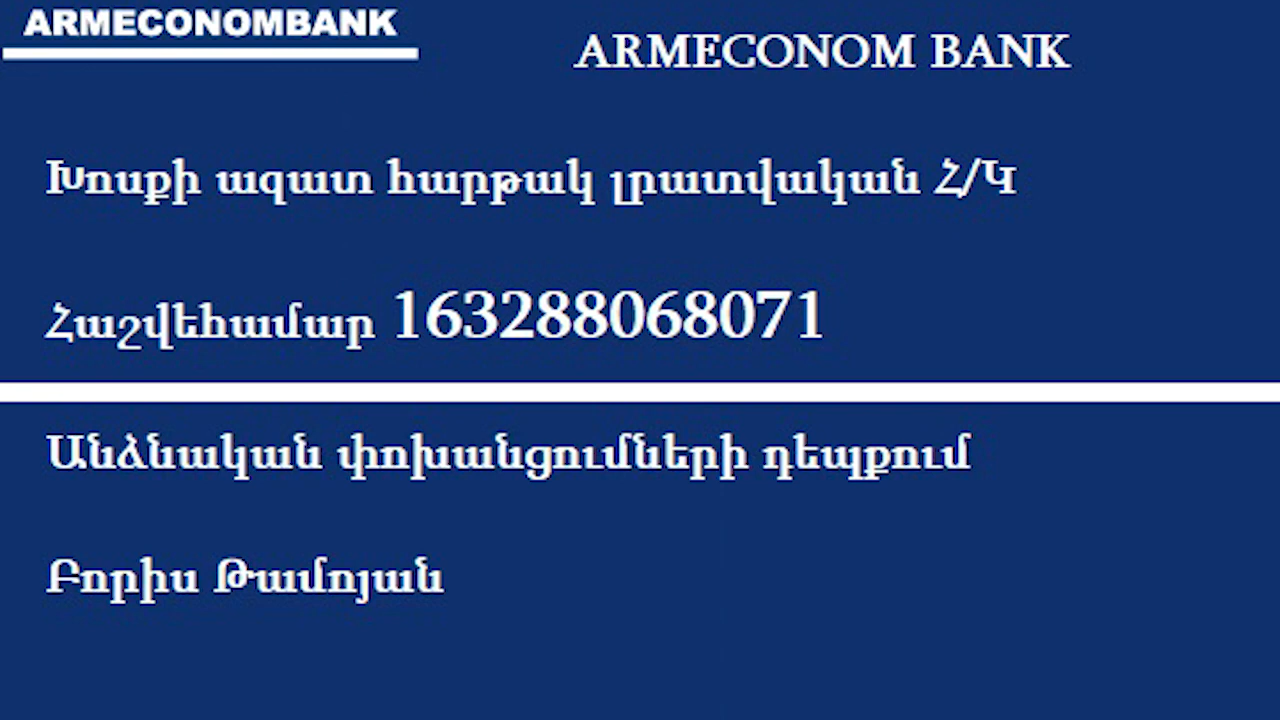 ARMECONOMBANK
ARMECONOM BANK
Խոսքի ազատ հարթակ լրատվական Հ/Կ
Հաշվեհամար 163288068071
Անձնական փոխանցումների դեպքում
Բորիս Թամոյան